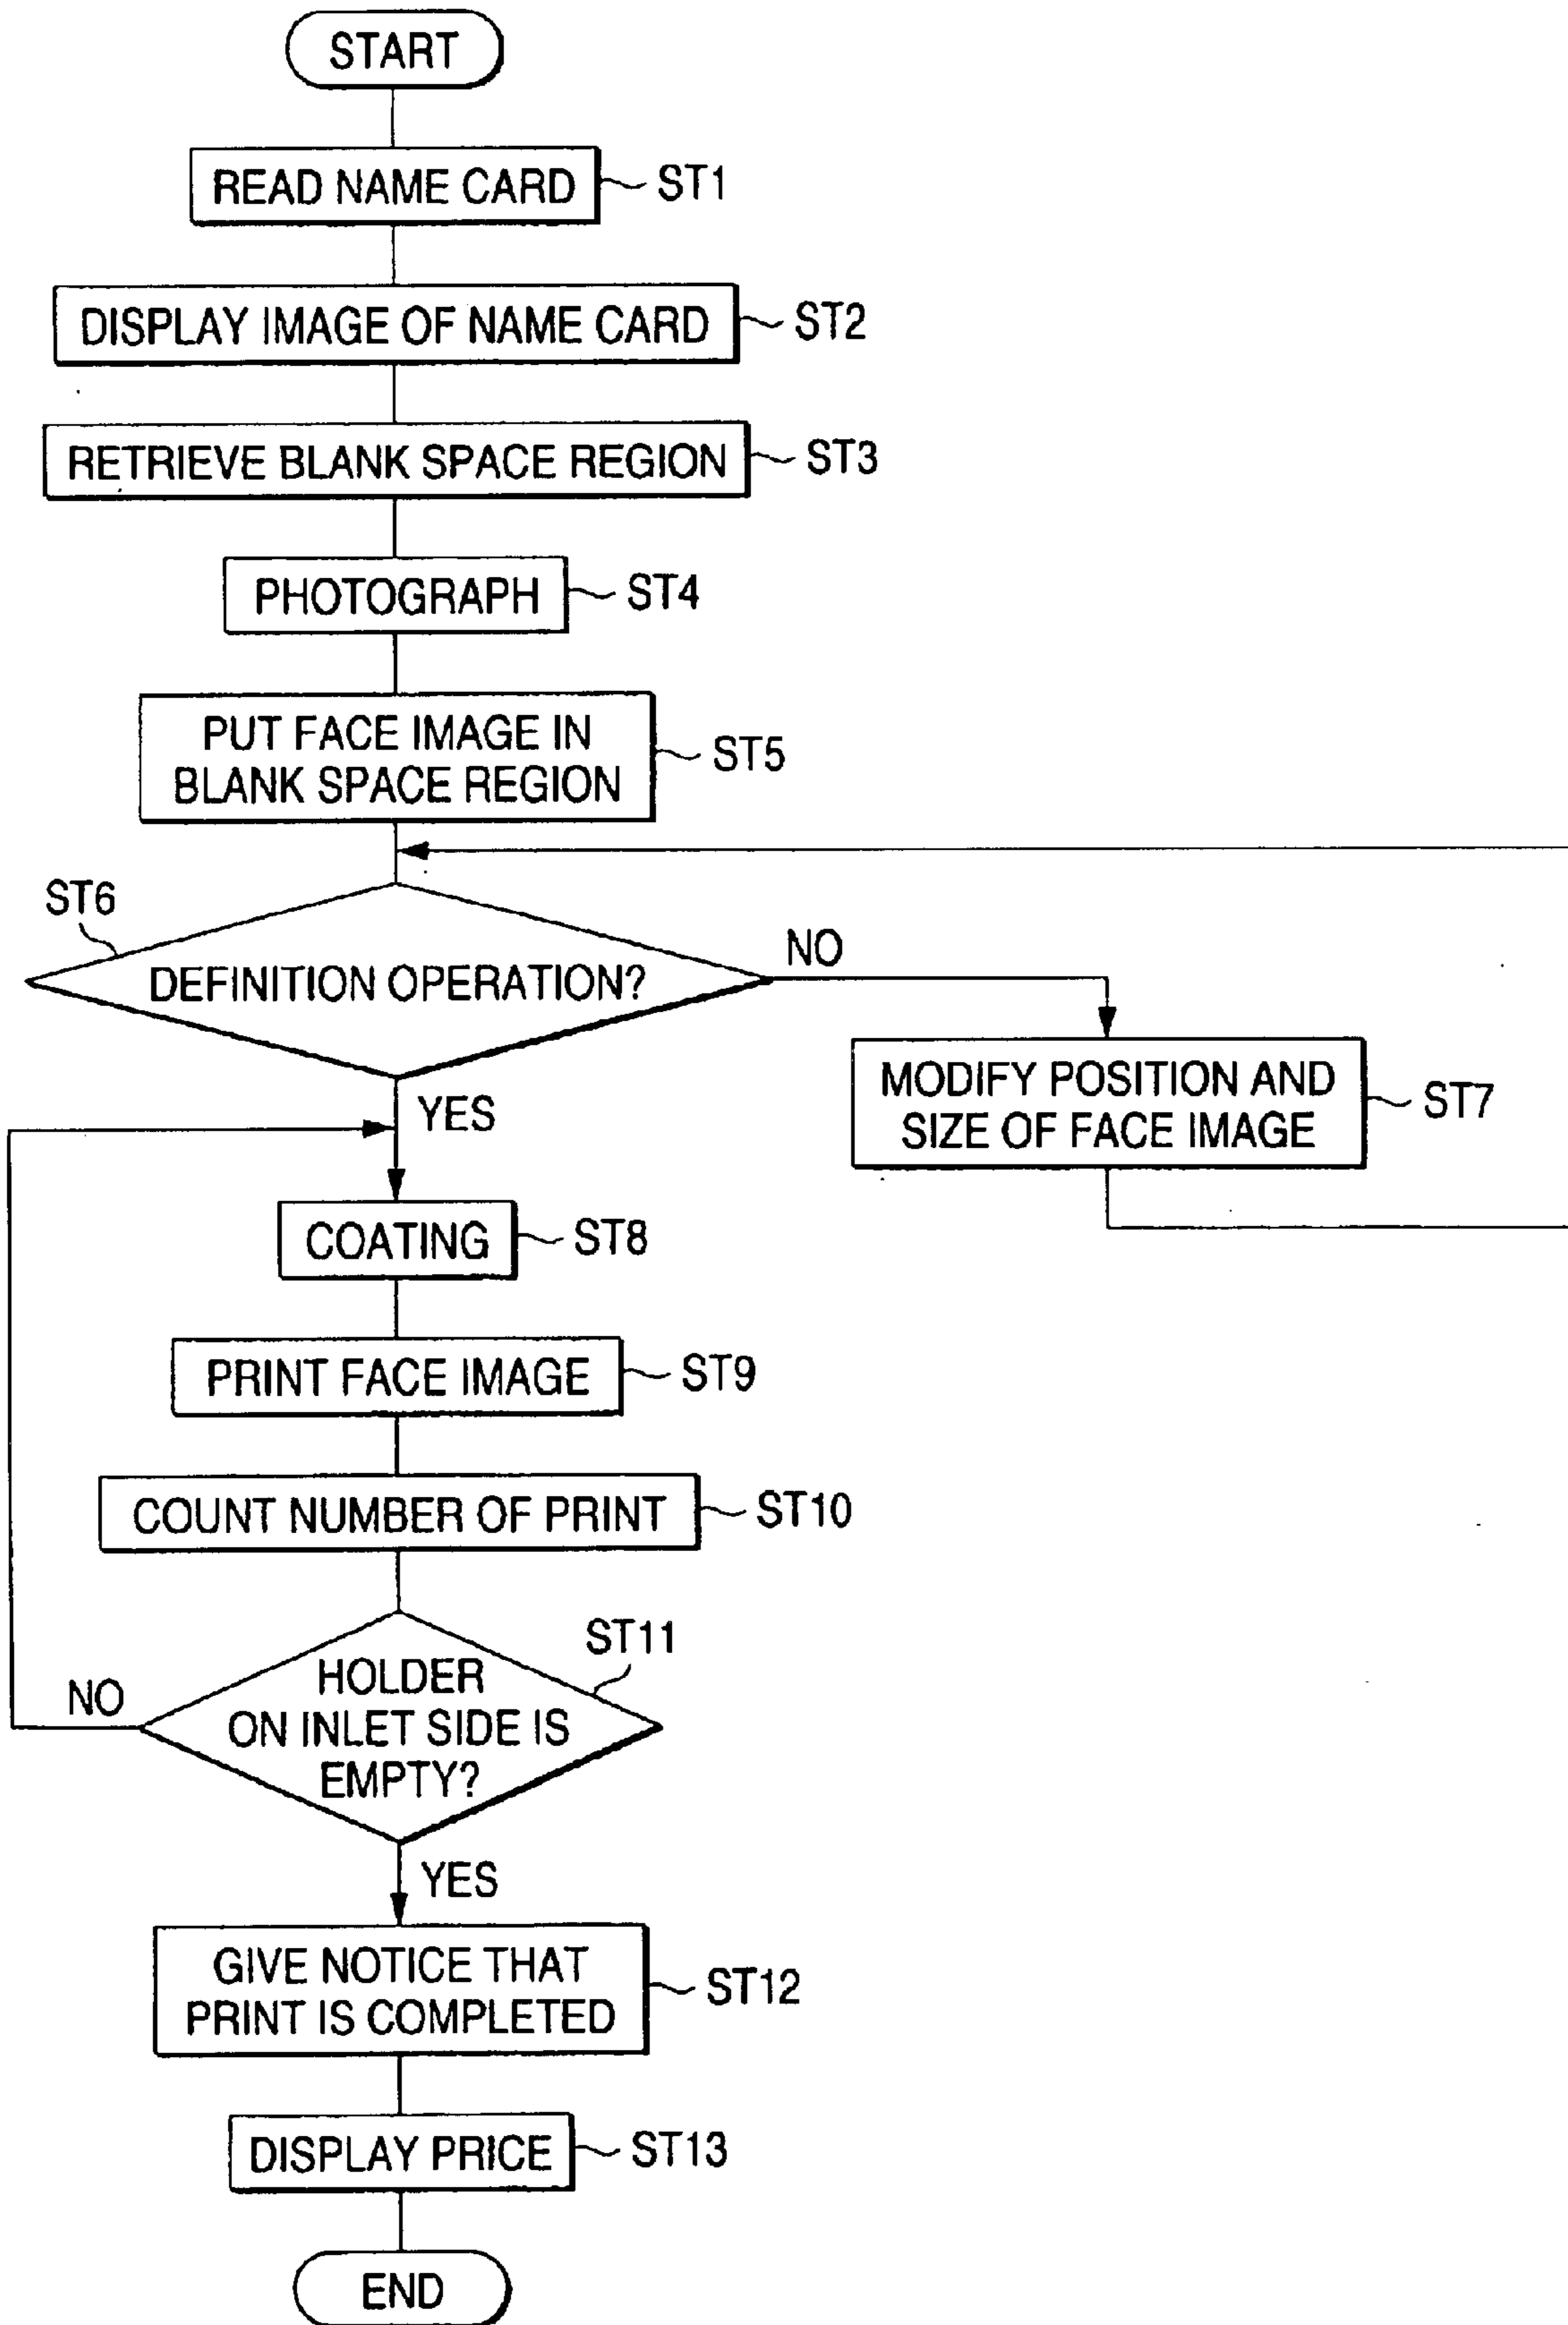 START
READ NAME CARD
ST1
DISPLAY IMAGE OF NAME CARD
ST2
RETRIEVE BLANK SPACE REGION
ST3
PHOTOGRAPH
ST4
PUT FACE IMAGE IN
BLANK SPACE REGION
ST5
ST6
DEFINITION OPERATION?
NO
YES
MODIFY POSITION AND
SIZE OF FACE IMAGE
ST7
COATING
ST8
PRINT FACE IMAGE
ST9
COUNT NUMBER OF PRINT
ST10
ST11
HOLDER
ON INLET SIDE IS
EMPTY?
NO
YES
GIVE NOTICE THAT
PRINT IS COMPLETED
ST12
DISPLAY PRICE
ST13
END